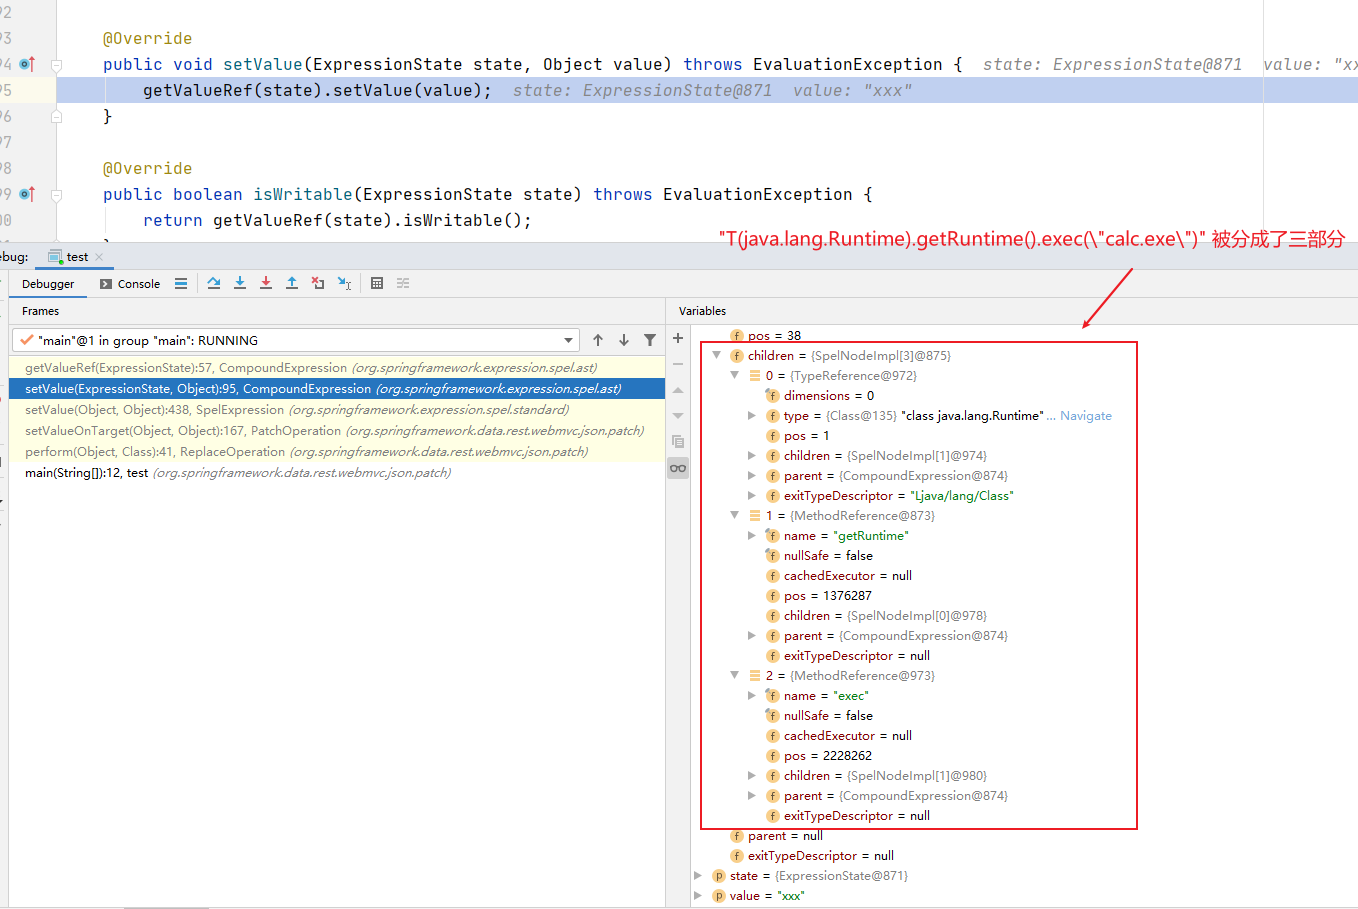 92
93
@Override
94
public void setValue(ExpressionState state, Object value) throws EvaluationException {  state: ExpressionState@871  value: "xx
95
getValueRef(state).setValue(value);  state: ExpressionState@871  value: "xxx"
96
}
97
98
@Override
99
public boolean isWritable(ExpressionState state) throws EvaluationException {
00
return getValueRef(state).isWritable();
"T(java.lang.Runtime).getRuntime().exec(\"calc.exe\")" 被分成了三部分
ebug:
test
Debugger
Console
Frames
Variables
"main"@1 in group "main": RUNNING
getValueRef(ExpressionState):57, CompoundExpression (org.springframework.expression.spel.ast)
setValue(ExpressionState, Object):95, CompoundExpression (org.springframework.expression.spel.ast)
setValue(Object, Object):438, SpelExpression (org.springframework.expression.spel.standard)
setValueOnTarget(Object, Object):167, PatchOperation (org.springframework.data.rest.webmvc.json.patch)
perform(Object, Class):41, ReplaceOperation (org.springframework.data.rest.webmvc.json.patch)
main(String[]):12, test (org.springframework.data.rest.webmvc.json.patch)
pos = 38
children = {SpelNodeImpl[3]@875}
0 = {TypeReference@972}
dimensions = 0
type = {Class@135} "class java.lang.Runtime"... Navigate
pos = 1
children = {SpelNodeImpl[1]@974}
parent = {CompoundExpression@874}
exitTypeDescriptor = "Ljava/lang/Class"
1 = {MethodReference@873}
name = "getRuntime"
nullSafe = false
cachedExecutor = null
pos = 1376287
children = {SpelNodeImpl[0]@978}
parent = {CompoundExpression@874}
exitTypeDescriptor = null
2 = {MethodReference@973}
name = "exec"
nullSafe = false
cachedExecutor = null
pos = 2228262
children = {SpelNodeImpl[1]@980}
parent = {CompoundExpression@874}
exitTypeDescriptor = null
parent = null
exitTypeDescriptor = null
state = {ExpressionState@871}
value = "xxx"